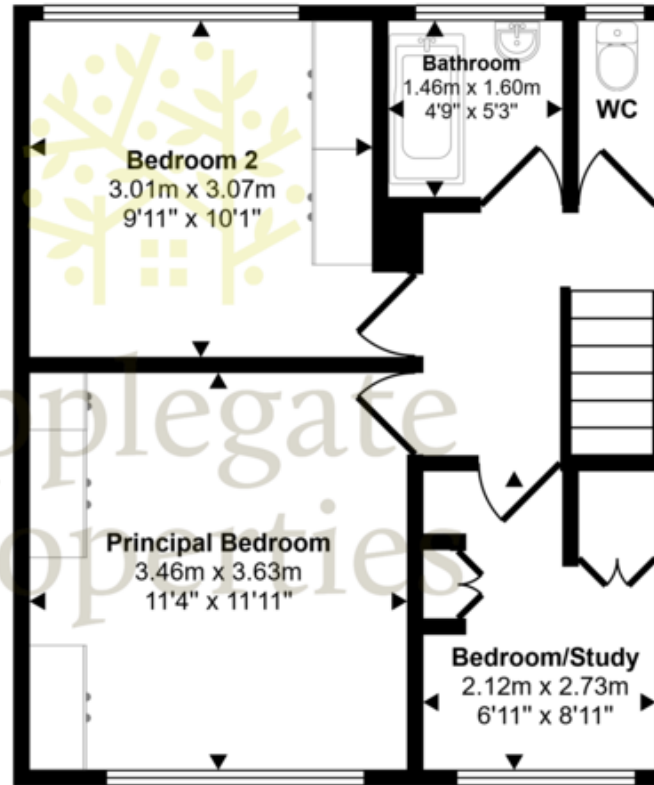 Bathroom
1.46m x 1.60m
4'9" x 5'3"
WC
Bedroom 2
3.01m x 3.07m
9'11" x 10'1"
pplegate
roperties
Principal Bedroom
3.46m x 3.63m
11'4" x 11'11"
Bedroom/Study
2.12m x 2.73m
6'11" x 8'11"